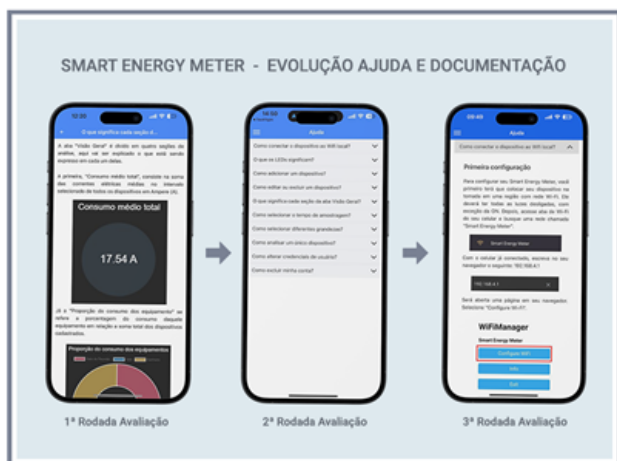 SMART ENERGY METER - EVOLUÇÃO AJUDA E DOCUMENTAÇÃO
12:33
O que significa cada seção d...
A aba "Visão Geral" é divido em quatro seções de
análise, aqui vai ser explicado o que está sendo
expresso em cada um deles.
A primeira, "Consumo médio total", consiste na soma
das correntes elétricas médias no intervalo
selecionado de todos os dispositivos em Ampere (A).
Consumo médio total
17.54 A
Já a "Proporção do consumo dos equipamento" se
refere a porcentagem do consumo daquele
equipamento em relação a soma total dos dispositivos
cadastrados.
Proporção do consumo dos equipamentos
1ª Rodada Avaliação
14:50
Ajuda
Como conectar o dispositivo ao Wifi local?
O que os LEDs significam?
Como adicionar um dispositivo?
Como editar ou excluir um dispositivo?
O que significa cada seção da aba Visão Geral?
Como selecionar o tempo de amostragem?
Como selecionar diferentes grandezas?
Como analisar um único dispositivo?
Como alterar credenciais de usuário?
Como excluir minha conta?
2ª Rodada Avaliação
09:49
Ajuda
Como conectar o dispositivo ao Wifi local?
Primeira configuração
Para configurar seu Smart Energy Meter, você
primeiro terá que colocar seu dispositivo na
tomada em uma região com rede Wi-Fi. Ele
deverá ter todas as luzes desligadas, com
exceção da ON. Depois, acesse aba de Wi-Fi
do seu celular e busque uma rede chamada
"Smart Energy Meter".
Smart Energy Meter
Com o celular já conectado, escreva no seu
navegador o seguinte: 192.168.4.1
192.168.4.1
Será aberta uma página em seu navegador.
Selecione "Configure Wi-Fi".
WiFiManager
Smart Energy Meter
Configure WiFi
Info
Exit
3ª Rodada Avaliação